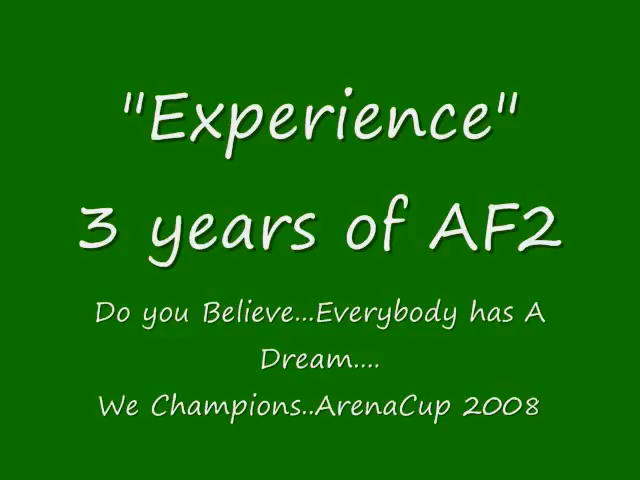 "Experience"
3 years of AF2
Do you Believe...Everybody has A
Dream....
We Champions..ArenaCup 2008